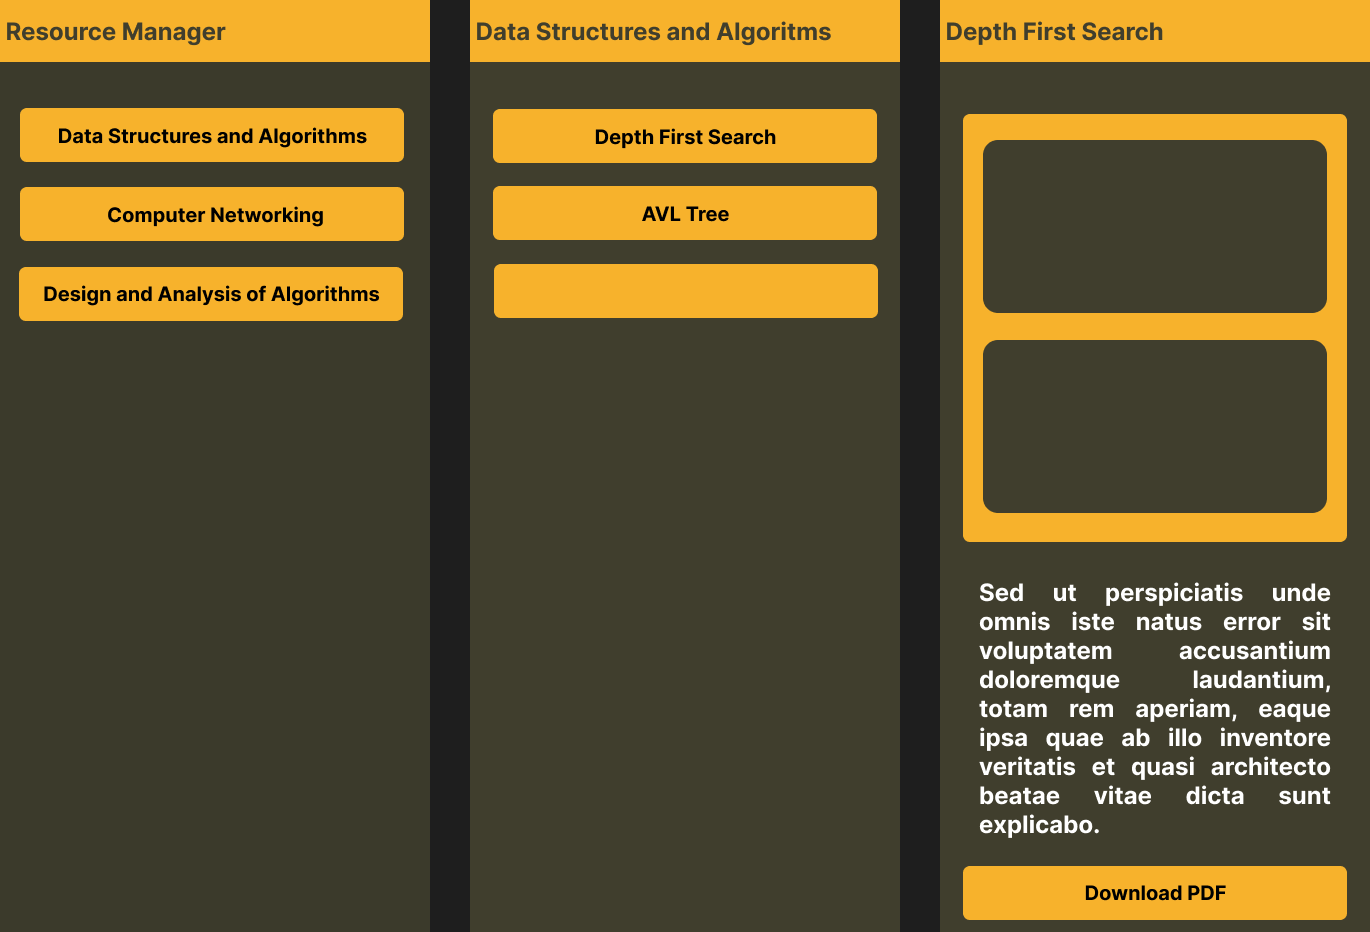 Resource Manager
Data Structures and Algorithms
Computer Networking
Design and Analysis of Algorithms
Data Structures and Algoritms
Depth First Search
AVL Tree
Depth First Search
Sed ut perspiciatis unde
omnis iste natus error sit
voluptatem accusantium
doloremque laudantium,
totam rem aperiam, eaque
ipsa quae ab illo inventore
veritatis et quasi architecto
beatae vitae dicta sunt
explicabo.
Download PDF